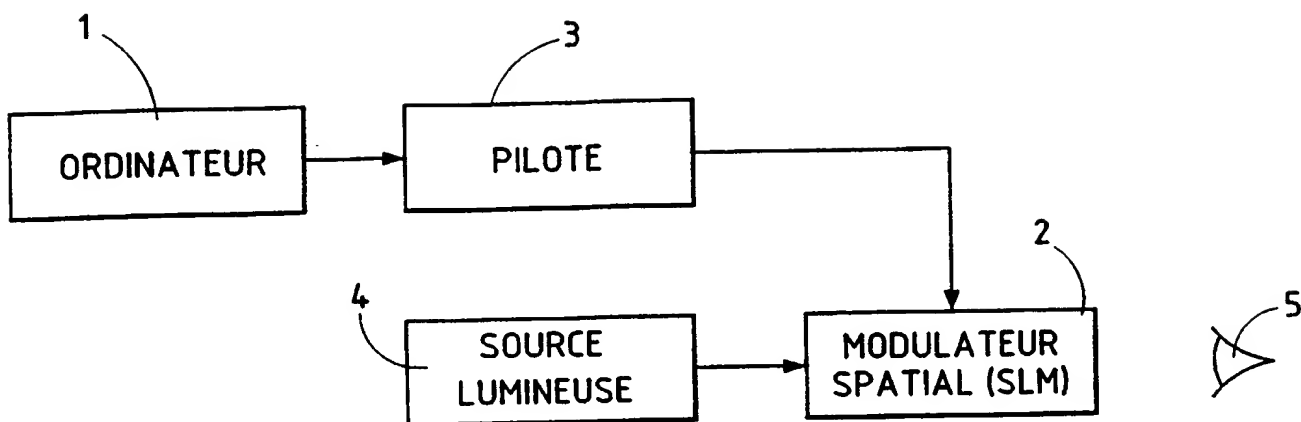 1
3
ORDINATEUR
PILOTE
2
4
5
SOURCE
LUMINEUSE
MODULATEUR
SPATIAL (SLM)